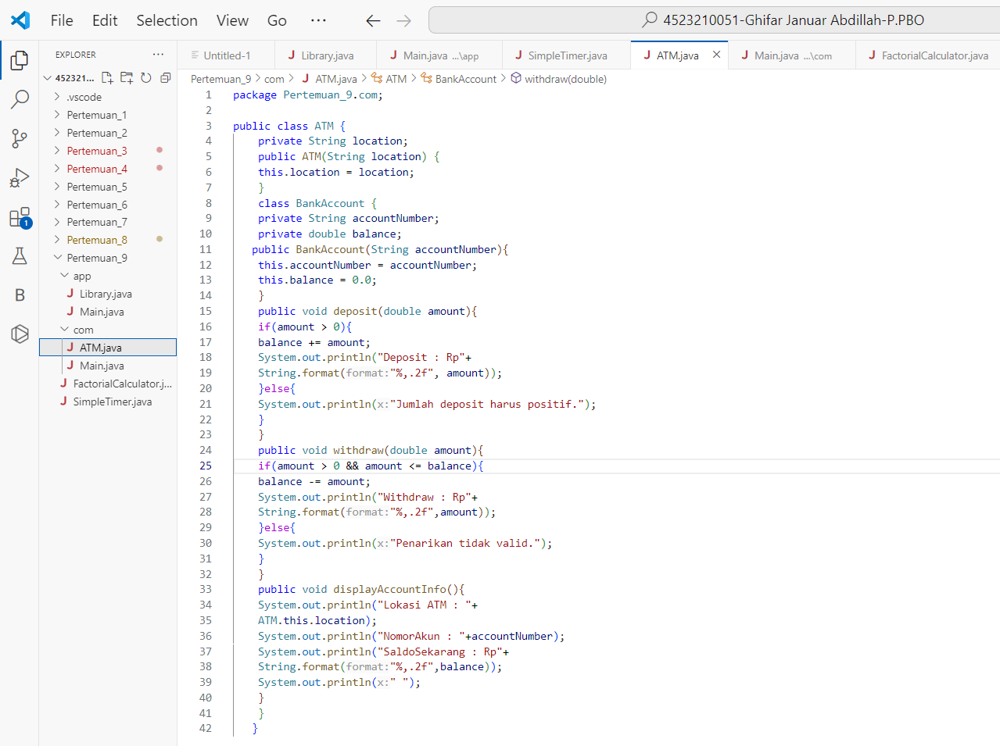 File Edit Selection View Go ··· 4523210051-Ghifar Januar Abdillah-P.PBO
EXPLORER ···
Untitled-1 J Library.java J Main.java ...\app J SimpleTimer.java J ATM.java J Main.java ...\com J FactorialCalculator.java
452321...
.vscode
Pertemuan_1
Pertemuan_2
Pertemuan_3
Pertemuan_4
Pertemuan_5
Pertemuan_6
Pertemuan_7
Pertemuan_8
Pertemuan_9
app
J Library.java
J Main.java
com
J ATM.java
J Main.java
J FactorialCalculator.j...
J SimpleTimer.java
1
B
Pertemuan_9 > com > J ATM.java > ATM > BankAccount > withdraw(double)
1 package Pertemuan_9.com;
2
3 public class ATM {
4 private String location;
5 public ATM(String location) {
6 this.location = location;
7 }
8 class BankAccount {
9 private String accountNumber;
10 private double balance;
11 public BankAccount(String accountNumber){
12 this.accountNumber = accountNumber;
13 this.balance = 0.0;
14 }
15 public void deposit(double amount){
16 if(amount > 0){
17 balance += amount;
18 System.out.println("Deposit : Rp"+
19 String.format(format:"%,.2f", amount));
20 }else{
21 System.out.println(x:"Jumlah deposit harus positif.");
22 }
23 }
24 public void withdraw(double amount){
25 if(amount > 0 && amount <= balance){
26 balance -= amount;
27 System.out.println("Withdraw : Rp"+
28 String.format(format:"%,.2f",amount));
29 }else{
30 System.out.println(x:"Penarikan tidak valid.");
31 }
32 }
33 public void displayAccountInfo(){
34 System.out.println("Lokasi ATM : "+
35 ATM.this.location);
36 System.out.println("NomorAkun : "+accountNumber);
37 System.out.println("SaldoSekarang : Rp"+
38 String.format(format:"%,.2f",balance));
39 System.out.println(x:" ");
40 }
41 }
42 }